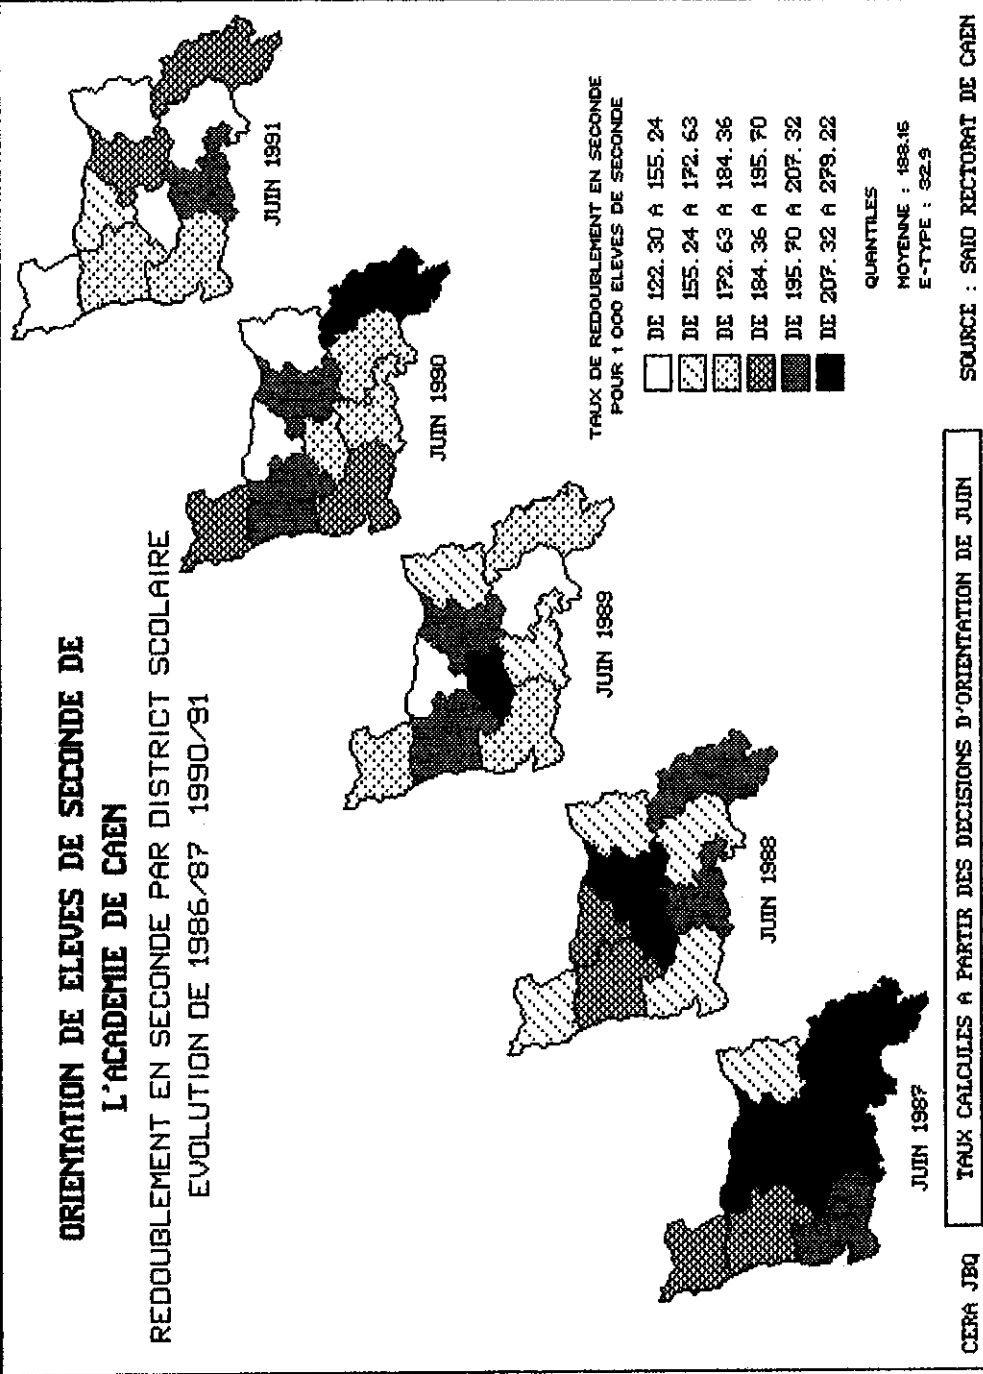 ORIENTATION DE ELEVES DE SECONDE DE
L'ACADEMIE DE CAEN
REDOUBLEMENT EN SECONDE PAR DISTRICT SCOLAIRE
EVOLUTION DE 1986/87 1990/91
JUIN 1991
JUIN 1990
JUIN 1989
JUIN 1988
JUIN 1987
TAUX DE REDOUBLEMENT EN SECONDE
POUR 1 000 ELEVES DE SECONDE
DE 122.30 A 155.24
DE 155.24 A 172.63
DE 172.63 A 184.36
DE 184.36 A 195.70
DE 195.70 A 207.32
DE 207.32 A 279.22
QUANTILES
MOYENNE : 188.16
E-TYPE : 32.9
CERA JBQ
TAUX CALCULES A PARTIR DES DECISIONS D'ORIENTATION DE JUIN
SOURCE : SAIO RECTORAT DE CAEN